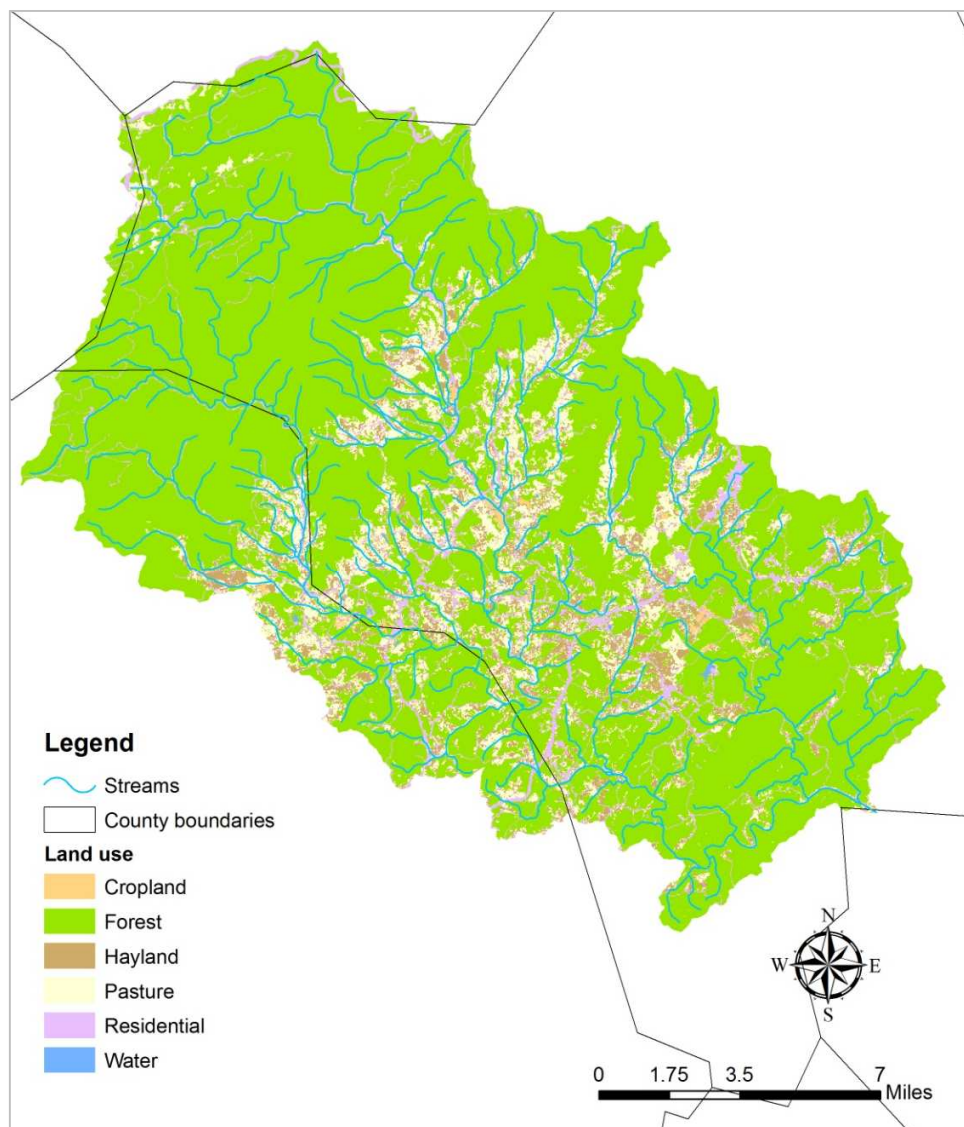 Legend
Streams
County boundaries
Land use
Cropland
Forest
Hayland
Pasture
Residential
Water
N
W E
S
0 1.75 3.5 7
Miles